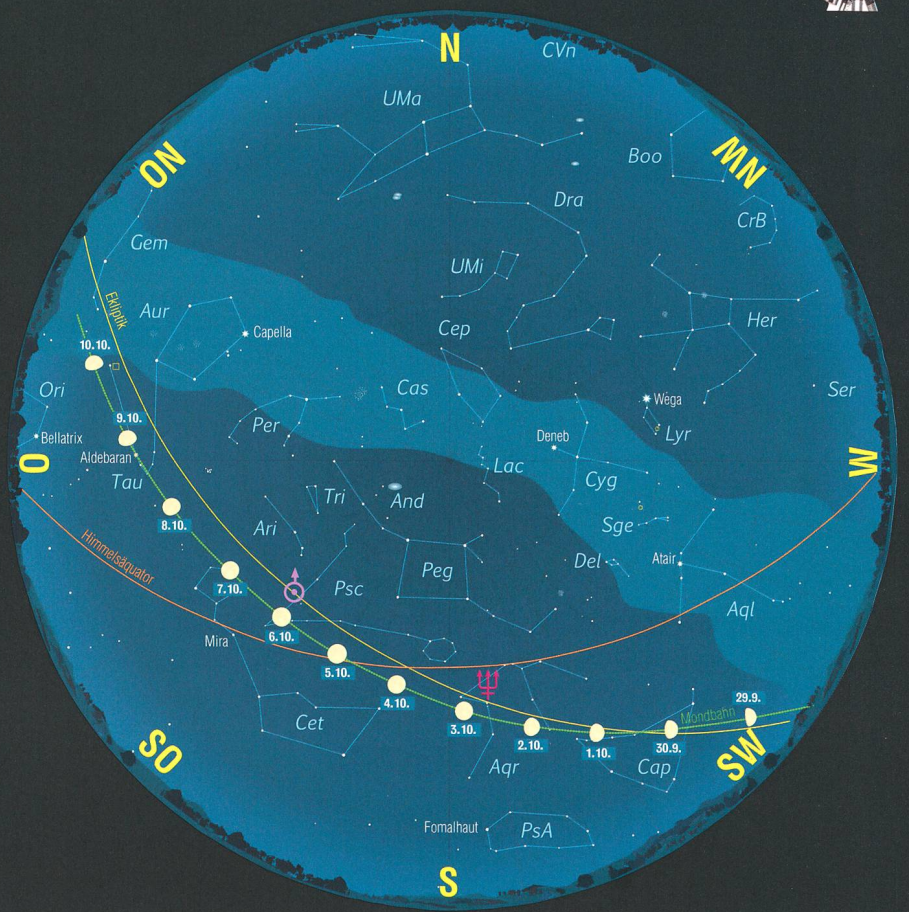 N
CVn
UMa
NO
NW
Boo
Dra
CrB
Gem
UMi
Ekliptik
Aur
Capella
Cep
Her
10.10.
Ori
Cas
Ser
Wega
9.10.
Per
Lyr
Bellatrix
Deneb
Aldebaran
O
W
Lac
Tau
Cyg
Tri
And
8.10.
Ari
Sge
Himmelsäquator
Del
Atair
Peg
7.10.
Psc
Aql
Mira
6.10.
5.10.
4.10.
29.9.
Mondbahn
Cet
3.10.
2.10.
1.10.
30.9.
SO
SW
Aqr
Cap
Fomalhaut
PsA
S